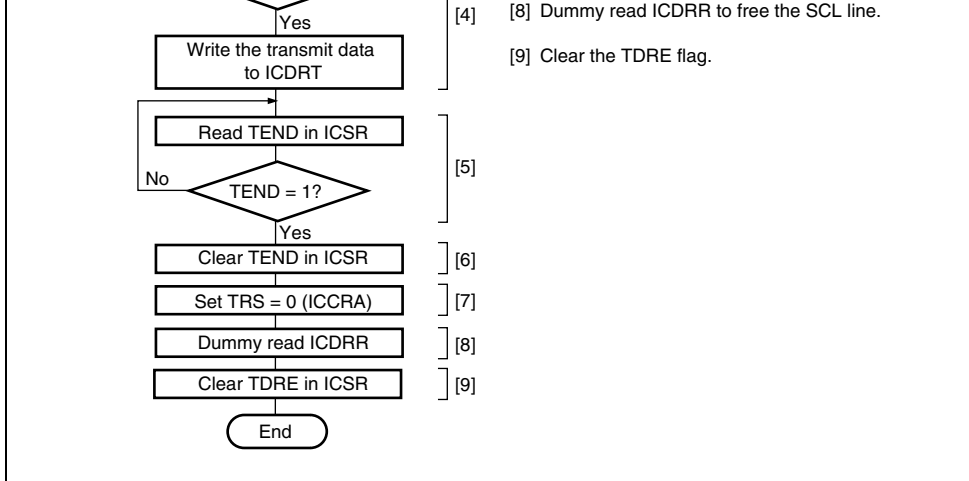 [4]
[8] Dummy read ICDRR to free the SCL line.
Yes
Write the transmit data
to ICDRT
[9] Clear the TDRE flag.
Read TEND in ICSR
[5]
No
TEND = 1?
Yes
Clear TEND in ICSR
[6]
Set TRS = 0 (ICCRA)
[7]
Dummy read ICDRR
[8]
Clear TDRE in ICSR
[9]
End